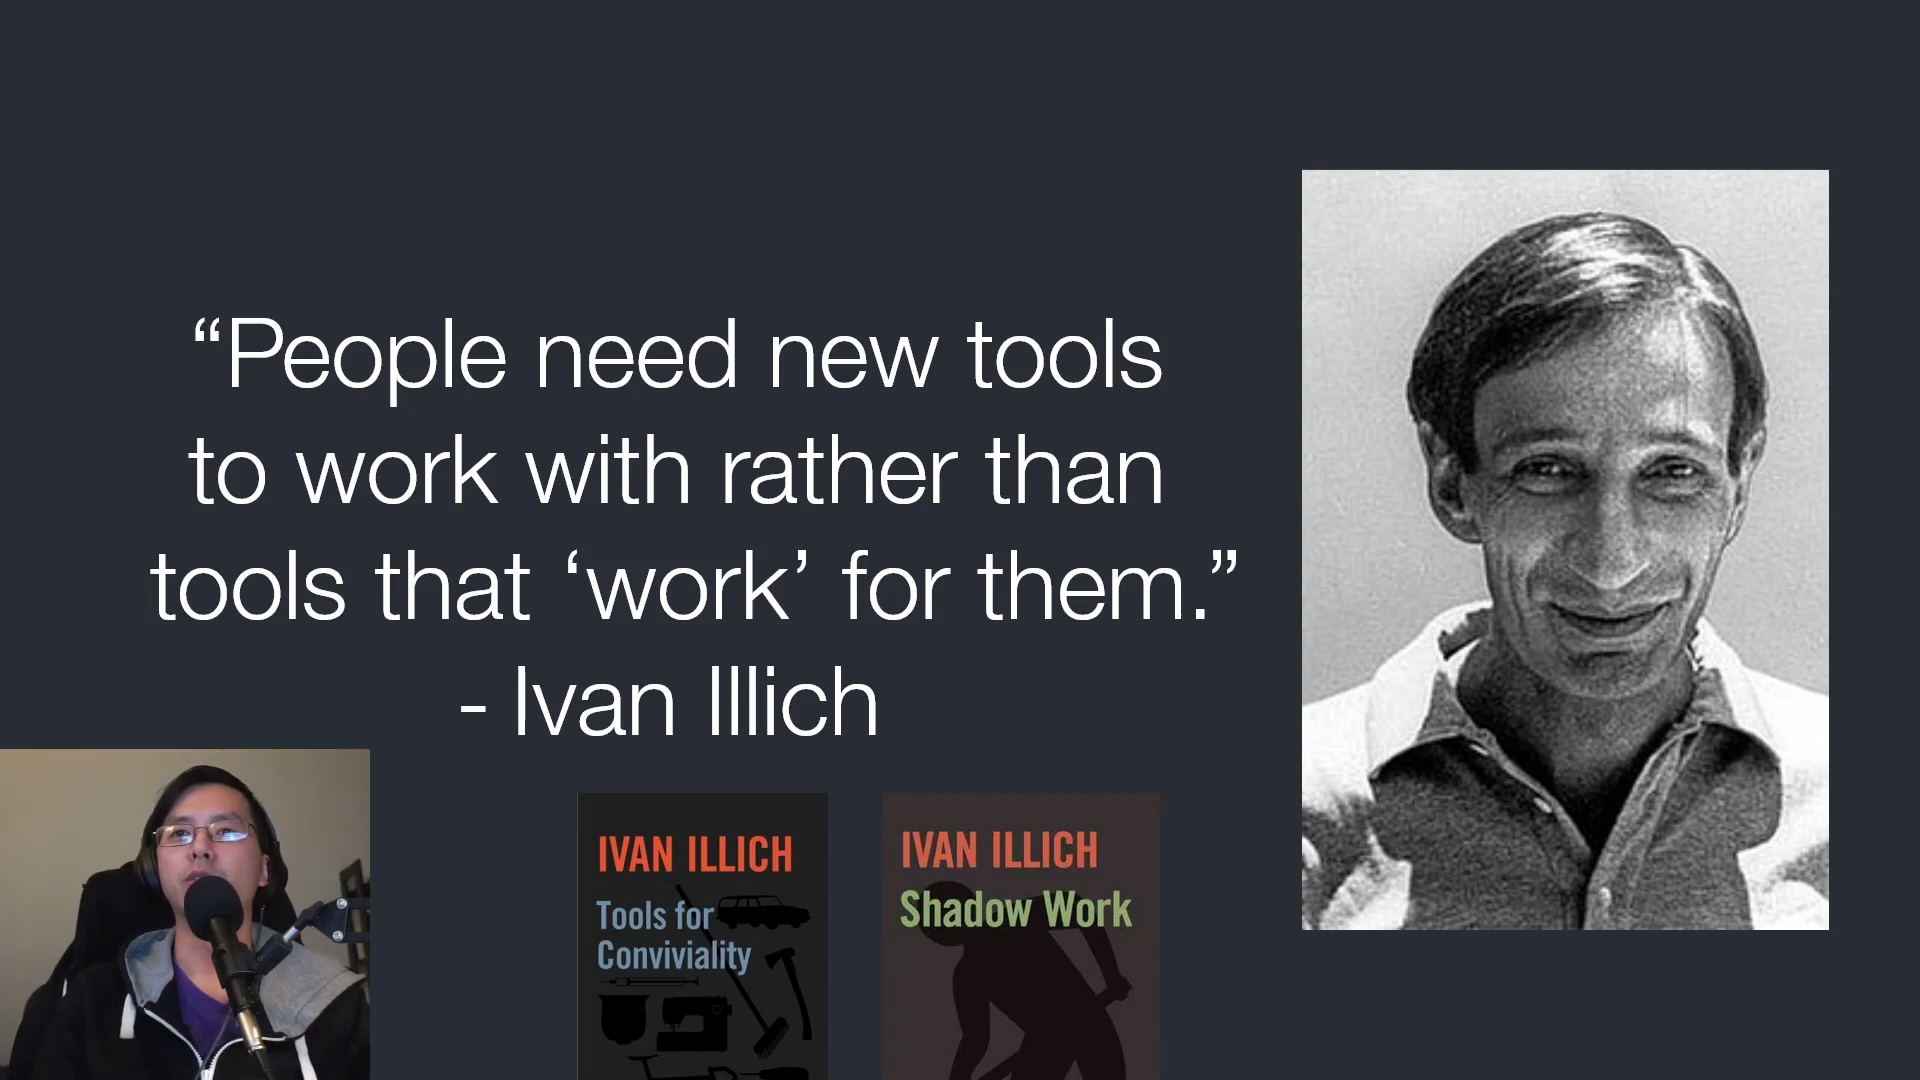 “People need new tools
to work with rather than
tools that ‘work’ for them.”
- Ivan Illich
IVAN ILLICH
Tools for
Conviviality
IVAN ILLICH
Shadow Work